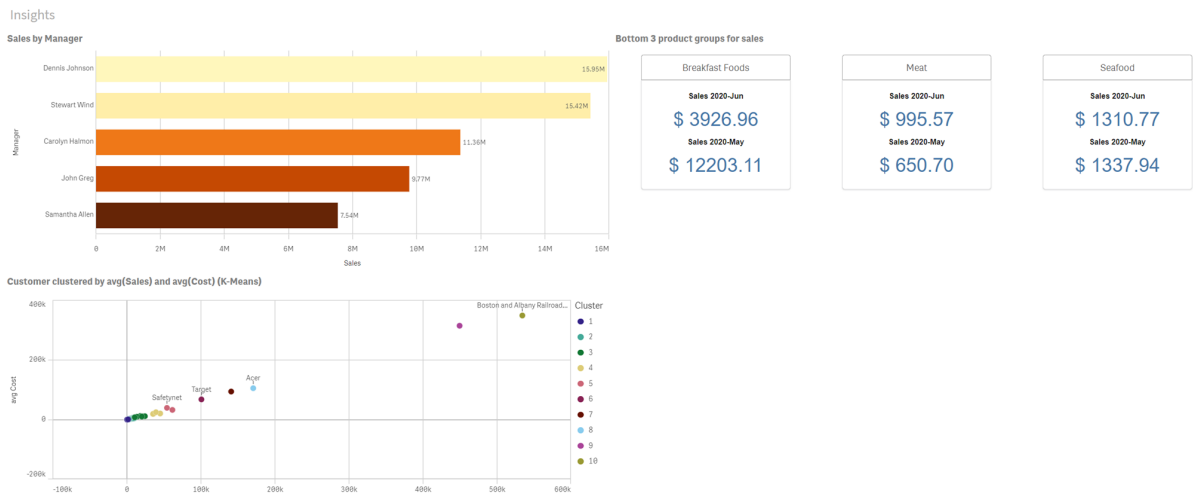 Insights
Sales by Manager
Manager
Dennis Johnson
15.95M
Stewart Wind
15.42M
Carolyn Halmon
11.36M
John Greg
9.77M
Samantha Allen
7.54M
0 2M 4M 6M 8M 10M 12M 14M 16M
Sales
Bottom 3 product groups for sales
Breakfast Foods
Sales 2020-Jun
$ 3926.96
Sales 2020-May
$ 12203.11
Meat
Sales 2020-Jun
$ 995.57
Sales 2020-May
$ 650.70
Seafood
Sales 2020-Jun
$ 1310.77
Sales 2020-May
$ 1337.94
Customer clustered by avg(Sales) and avg(Cost) (K-Means)
avg Cost
400k
200k
0
-200k
Boston and Albany Railroad...
Acer
Target
Safetynet
-100k 0 100k 200k 300k 400k 500k 600k
Cluster
1
2
3
4
5
6
7
8
9
10